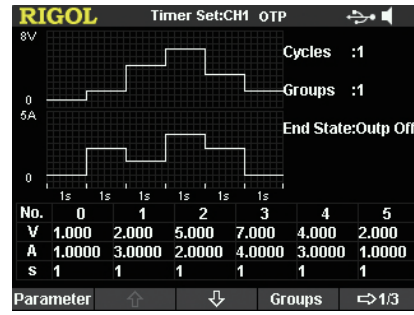 RIGOL Timer Set:CH1 OTP
8V
Cycles :1
Groups :1
0
5A
End State:Outp Off
0
1s 1s 1s 1s 1s 1s
No. 0 1 2 3 4 5
V 1.000 2.000 5.000 7.000 4.000 2.000
A 1.0000 3.0000 2.0000 4.0000 3.0000 1.0000
s 1 1 1 1 1 1
Parameter Groups 1/3